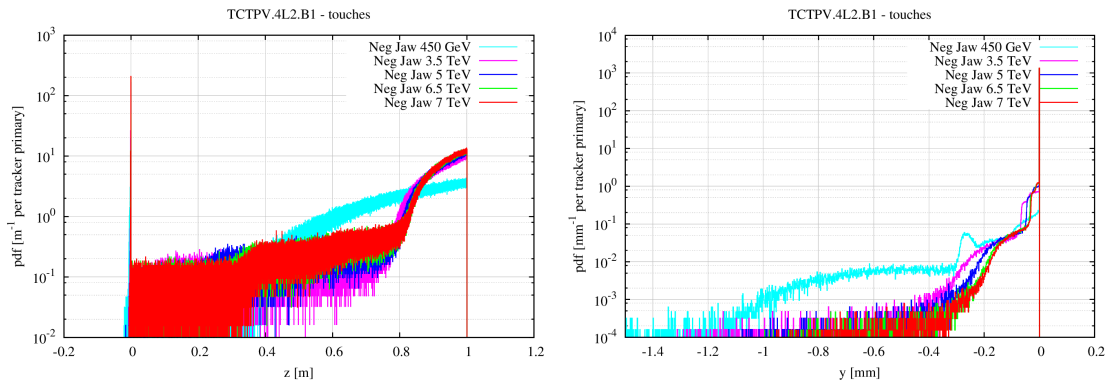 TCTPV.4L2.B1 - touches
pdf [m⁻¹ per tracker primary]
10³
10²
10¹
10⁰
10⁻¹
10⁻²
Neg Jaw 450 GeV
Neg Jaw 3.5 TeV
Neg Jaw 5 TeV
Neg Jaw 6.5 TeV
Neg Jaw 7 TeV
-0.2 0 0.2 0.4 0.6 0.8 1 1.2
z [m]
TCTPV.4L2.B1 - touches
pdf [mm⁻¹ per tracker primary]
10⁴
10³
10²
10¹
10⁰
10⁻¹
10⁻²
10⁻³
10⁻⁴
Neg Jaw 450 GeV
Neg Jaw 3.5 TeV
Neg Jaw 5 TeV
Neg Jaw 6.5 TeV
Neg Jaw 7 TeV
-1.4 -1.2 -1 -0.8 -0.6 -0.4 -0.2 0 0.2
y [mm]